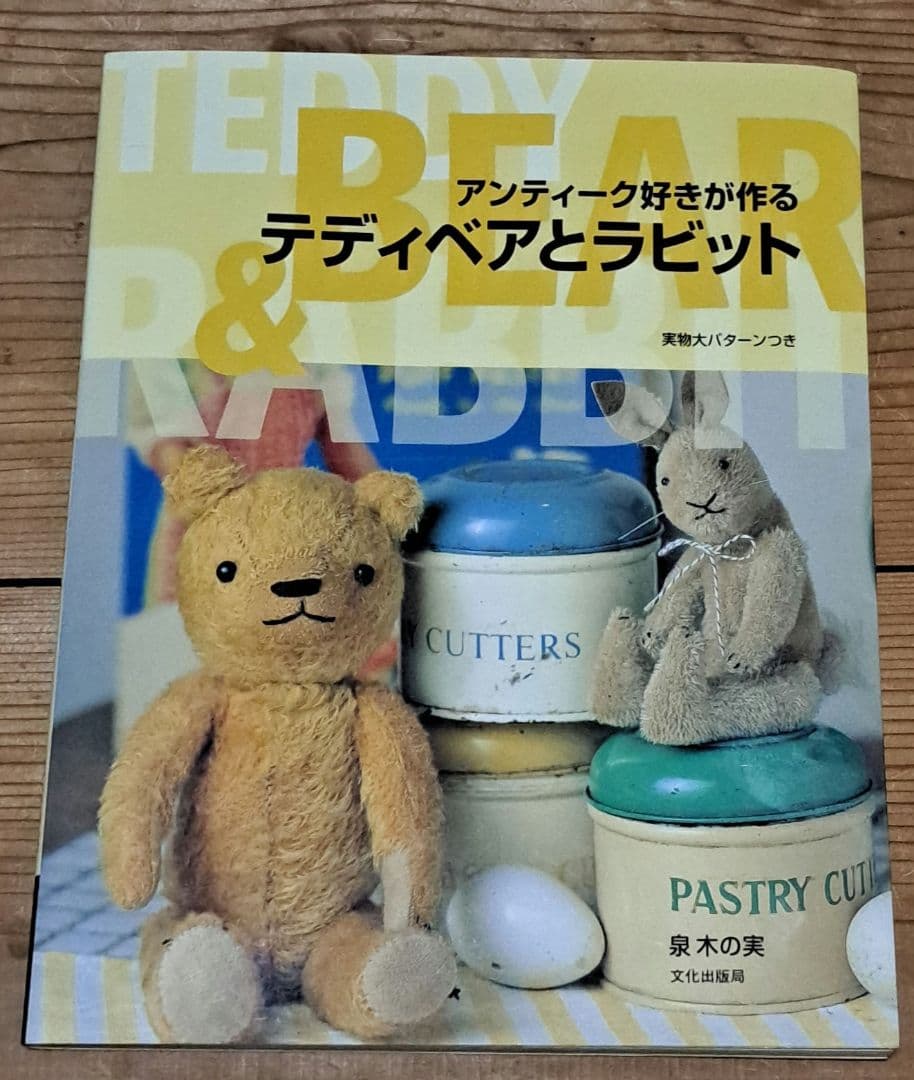 TEDDY
BEAR
& RABBIT
アンティーク好きが作る
テディベアとラビット
実物大パターンつき
Y CUTTERS
PASTRY CUTT
泉 木の実
文化出版局